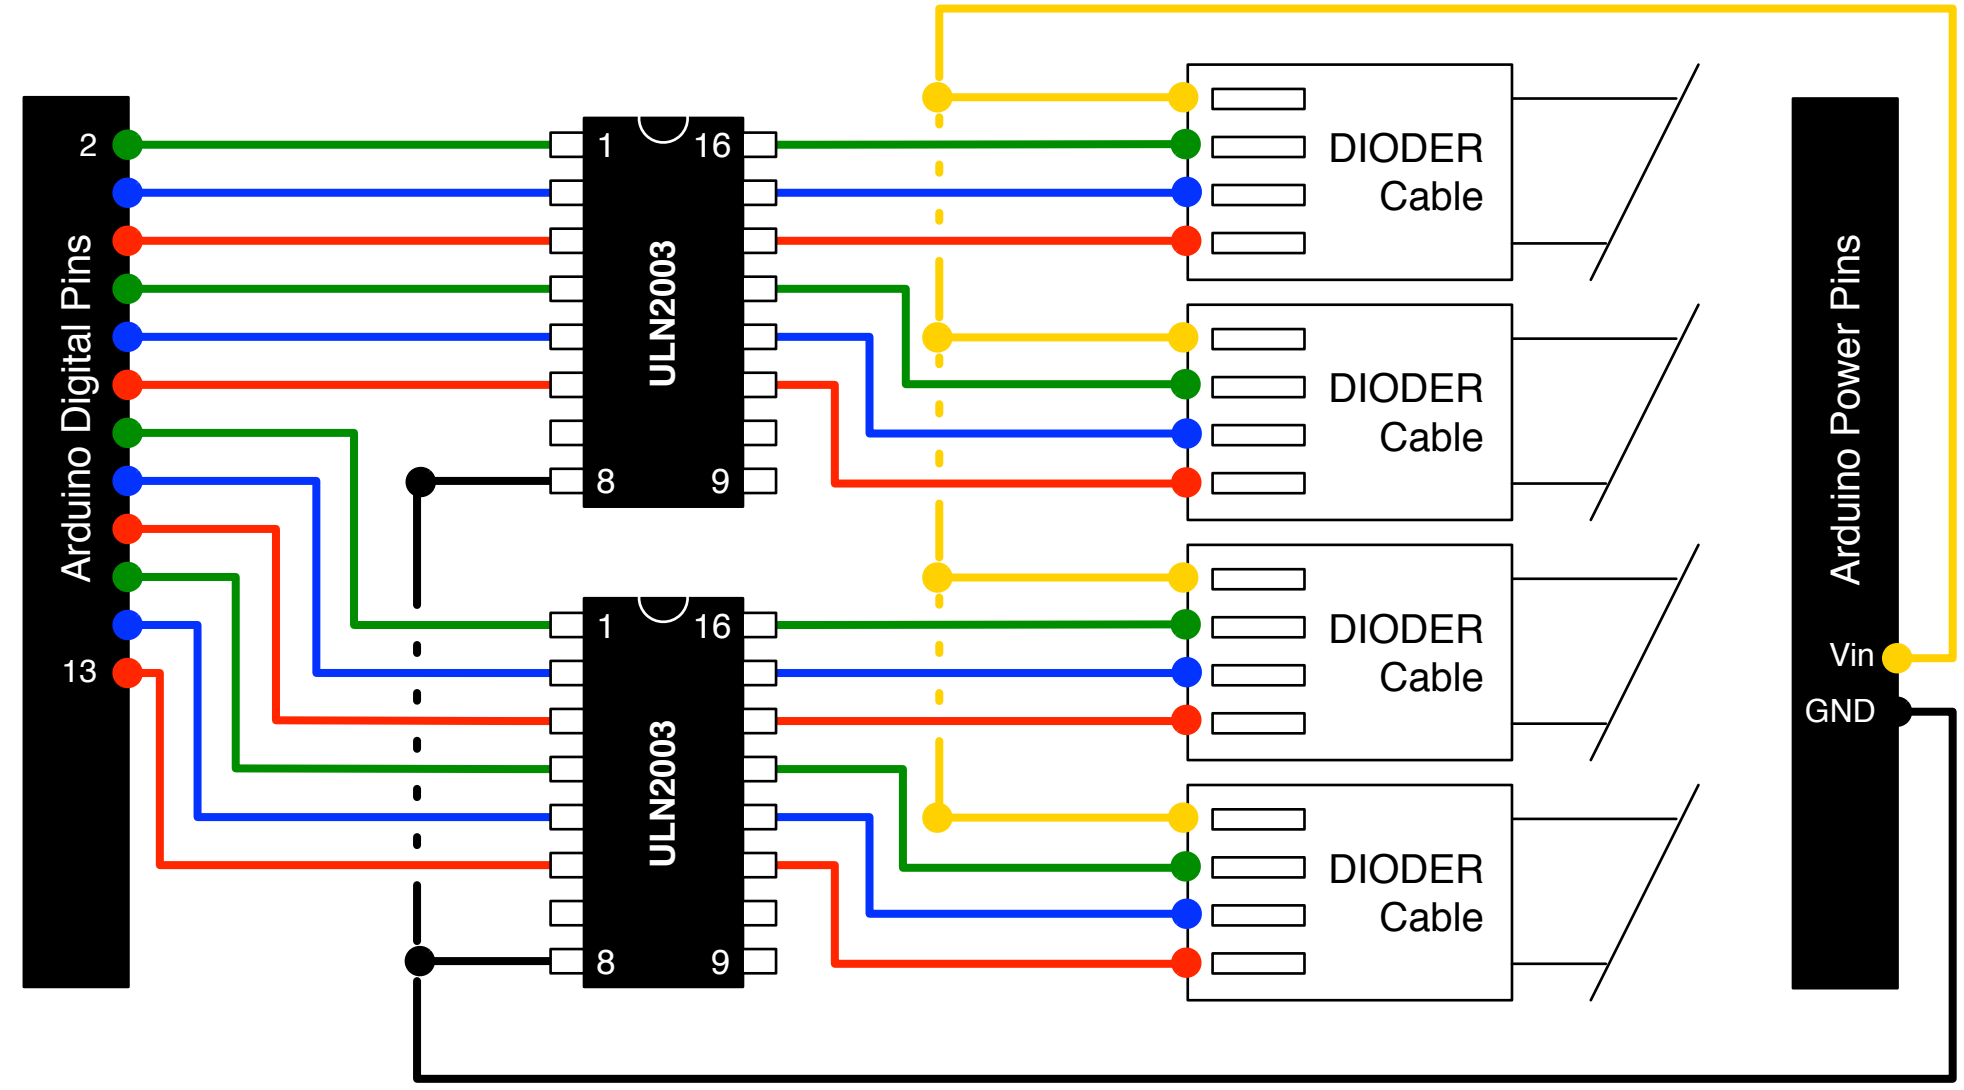 2
13
Arduino Digital Pins
1 16
ULN2003
8 9
1 16
ULN2003
8 9
DIODER
Cable
DIODER
Cable
DIODER
Cable
DIODER
Cable
Arduino Power Pins
Vin
GND